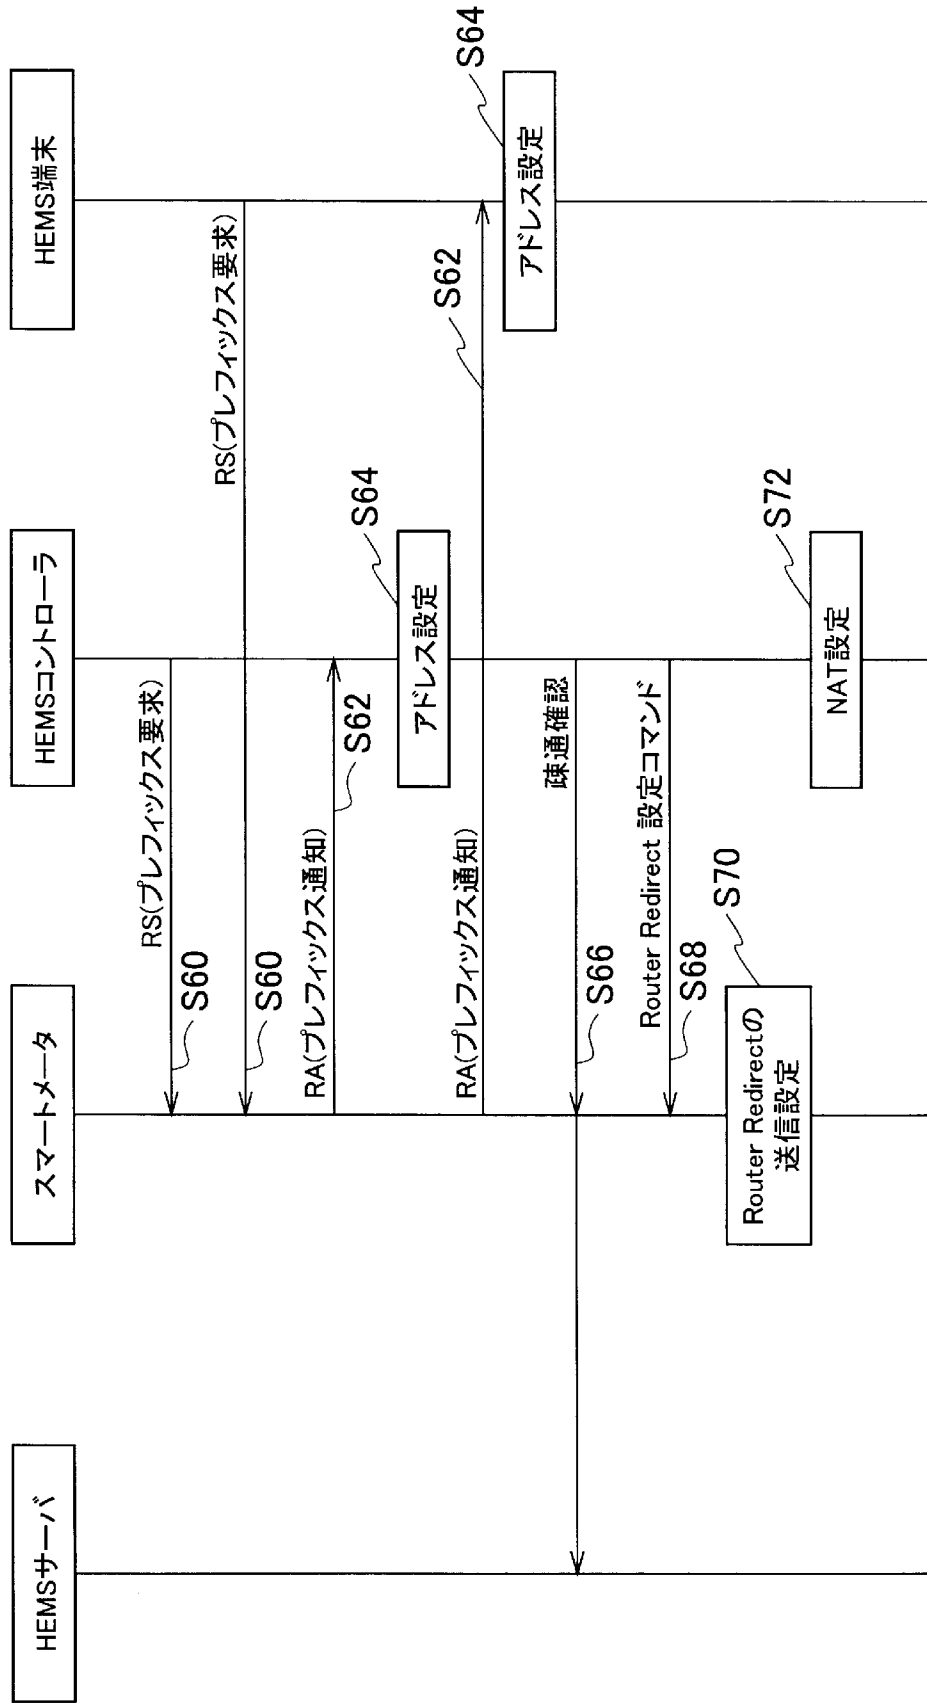 HEMSサーバ
スマートメータ
HEMSコントローラ
HEMS端末
RS(プレフィックス要求)
S60
RS(プレフィックス要求)
S60
RA(プレフィックス通知)
S62
アドレス設定
S64
RA(プレフィックス通知)
S62
アドレス設定
S64
疎通確認
S66
Router Redirect 設定コマンド
S68
Router Redirectの
送信設定
S70
NAT設定
S72